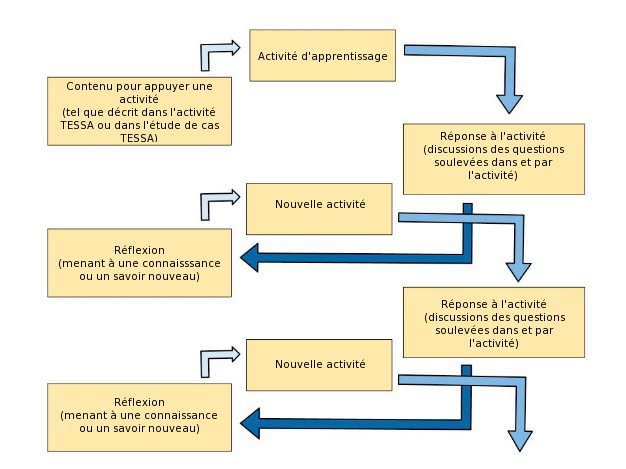 Activité d'apprentissage
Contenu pour appuyer une
activité
(tel que décrit dans l'activité
TESSA ou dans l'étude de cas
TESSA)
Réponse à l'activité
(discussions des questions
soulevées dans et par
l'activité)
Nouvelle activité
Réflexion
(menant à une connaisssance
ou un savoir nouveau)
Réponse à l'activité
(discussions des questions
soulevées dans et par
l'activité)
Nouvelle activité
Réflexion
(menant à une connaissance
ou un savoir nouveau)